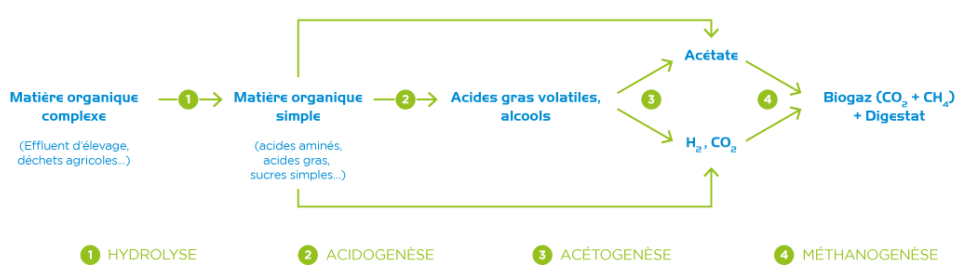 Acétate
Matière organique
complexe
1
Matière organique
simple
2
Acides gras volatiles,
alcools
3
4
Biogaz (CO₂ + CH₄)
+ Digestat
(Effluent d'élevage,
déchets agricoles...)
(acides aminés,
acides gras,
sucres simples...)
H₂, CO₂
1 HYDROLYSE
2 ACIDOGENÈSE
3 ACÉTOGENÈSE
4 MÉTHANOGENÈSE